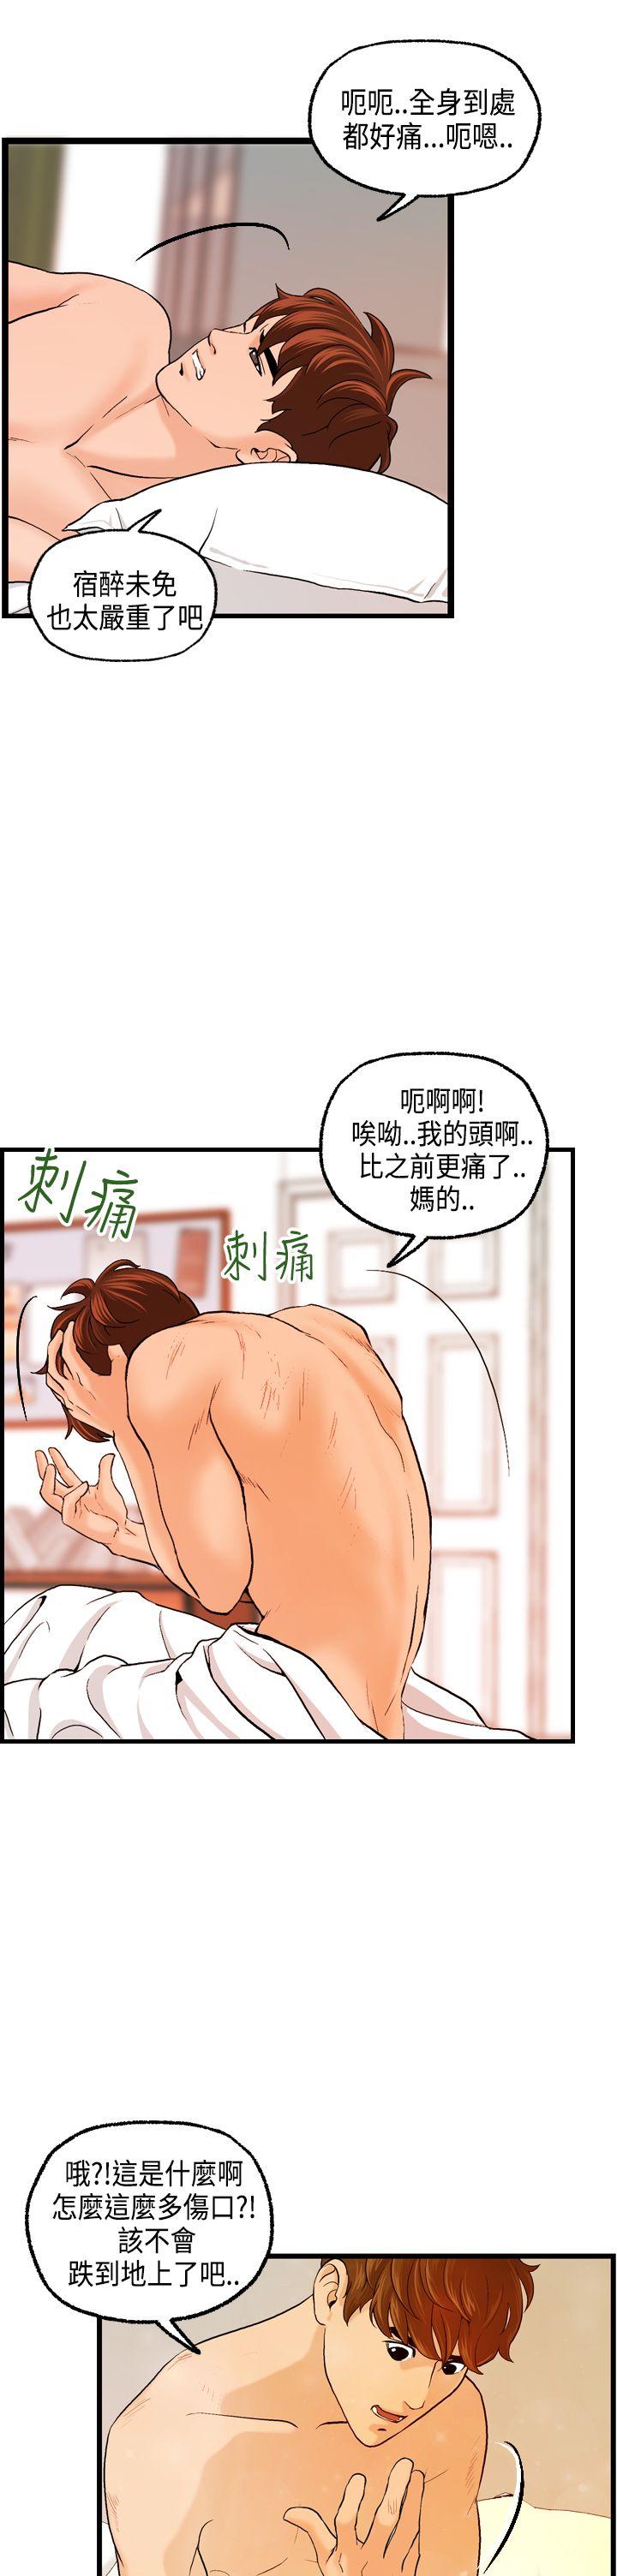 呃呃..全身到處
都好痛...呃嗯..
宿醉未免
也太嚴重了吧
呃啊啊!
唉呦..我的頭啊..
比之前更痛了..
媽的..
刺痛
刺痛
哦?!這是什麼啊
怎麼這麼多傷口?!
該不會
跌到地上了吧..